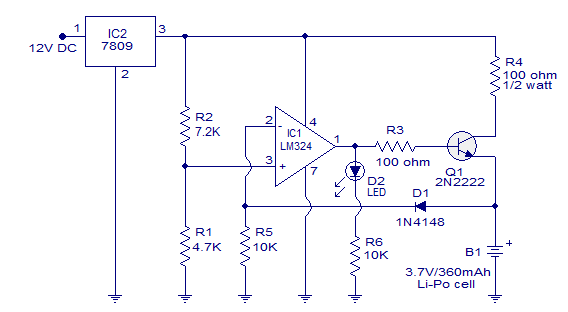 1
IC2
7809
3
12V DC
2
R2
7.2K
2
-
IC1
LM324
4
1
3
+
7
R3
100 ohm
R4
100 ohm
1/2 watt
Q1
2N2222
D2
LED
D1
1N4148
R1
4.7K
R5
10K
R6
10K
B1
+
3.7V/360mAh
Li-Po cell